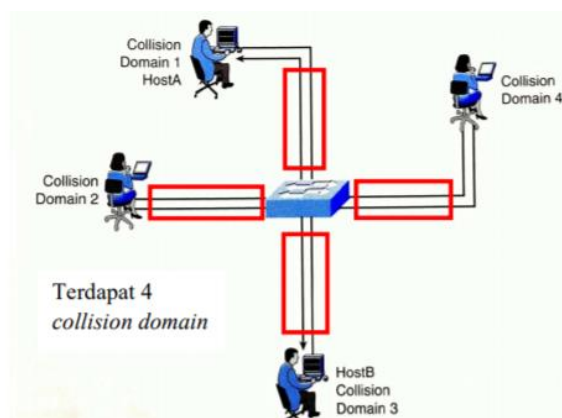 Collision
Domain 1
HostA
Collision
Domain 4
Collision
Domain 2
Terdapat 4
collision domain
HostB
Collision
Domain 3